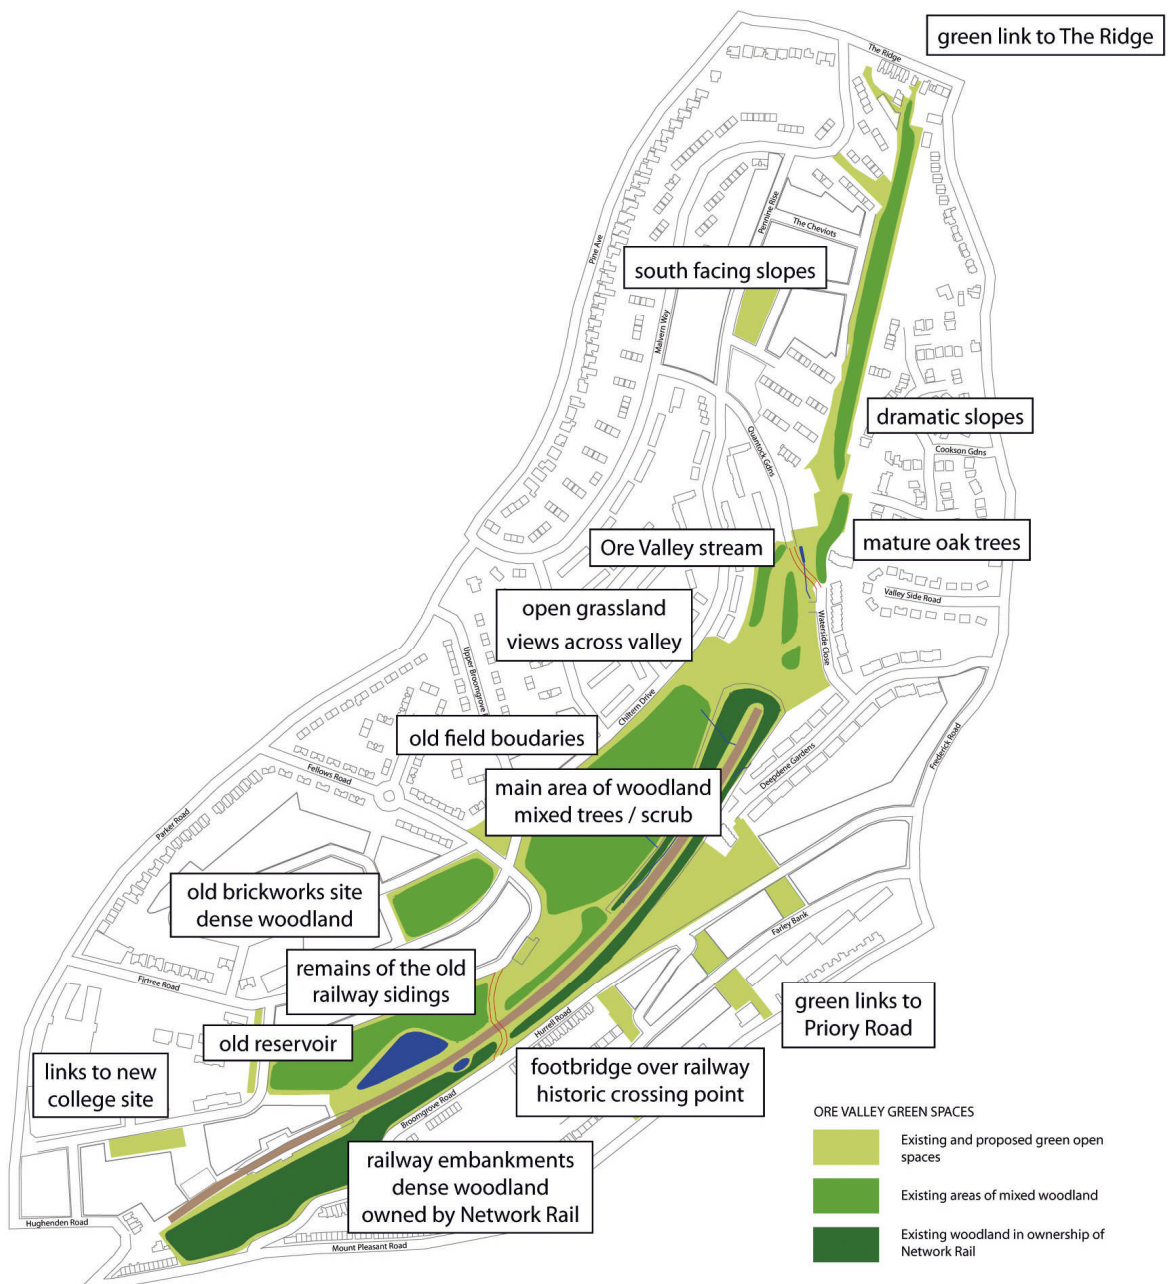 green link to The Ridge
The Ridge
Pine Ave
Pennine Rise
The Cheviots
south facing slopes
Malvern Way
dramatic slopes
Cookson Gdns
Quantock Gdns
Ore Valley stream
mature oak trees
Valley Side Road
open grassland
views across valley
Waterside Close
Upper Broomgrove
Chiltern Drive
old field boudaries
Frederick Road
Deepdene Gardens
Fellows Road
main area of woodland
mixed trees / scrub
Parker Road
old brickworks site
dense woodland
Farley Bank
remains of the old
railway sidings
Firtree Road
green links to
Priory Road
Hurrell Road
old reservoir
links to new
college site
footbridge over railway
historic crossing point
Broomgrove Road
railway embankments
dense woodland
owned by Network Rail
Hughenden Road
Mount Pleasant Road
ORE VALLEY GREEN SPACES
Existing and proposed green open
spaces
Existing areas of mixed woodland
Existing woodland in ownership of
Network Rail